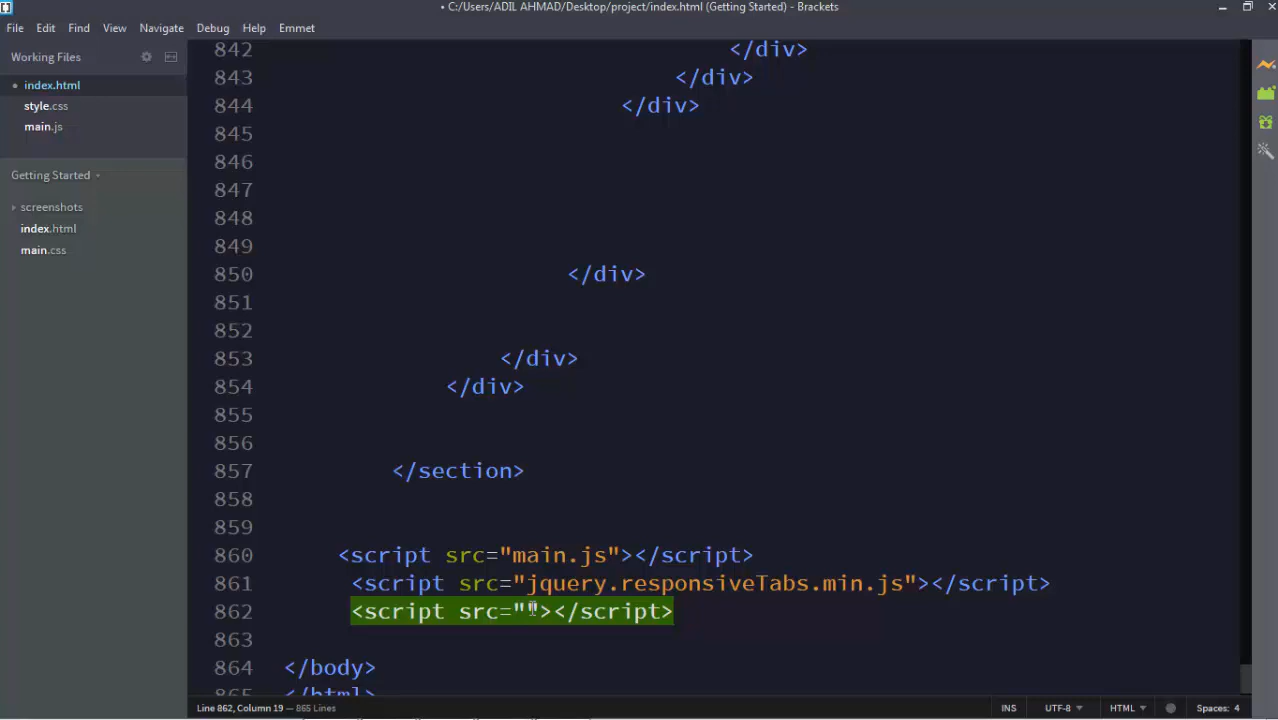 C:/Users/ADIL AHMAD/Desktop/project/index.html (Getting Started) - Brackets
File Edit Find View Navigate Debug Help Emmet
Working Files
index.html
style.css
main.js
Getting Started
screenshots
index.html
main.css
842 </div>
843 </div>
844 </div>
845
846
847
848
849
850 </div>
851
852
853 </div>
854 </div>
855
856
857 </section>
858
859
860 <script src="main.js"></script>
861 <script src="jquery.responsiveTabs.min.js"></script>
862 <script src=""></script>
863
864 </body>
865 </html>
Line 862, Column 19 — 865 Lines
INS UTF-8 HTML Spaces: 4